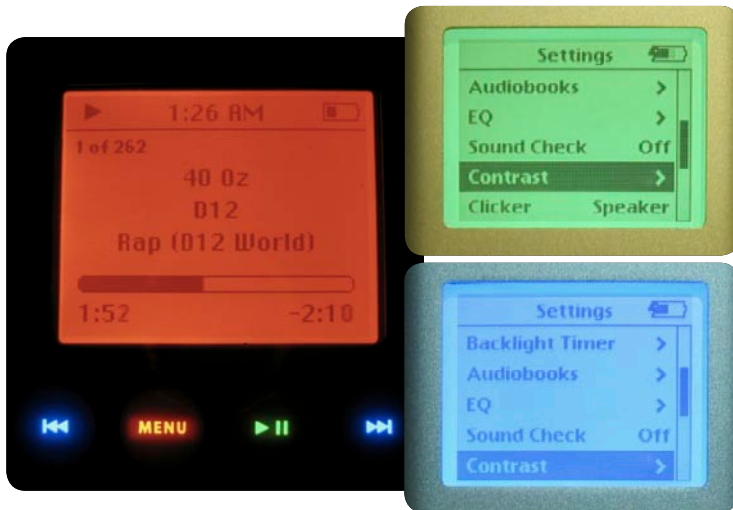 1:26 AM
1 of 262
40 Oz
D12
Rap (D12 World)
1:52 -2:10
MENU
Settings
Audiobooks >
EQ >
Sound Check Off
Contrast >
Clicker Speaker
Settings
Backlight Timer >
Audiobooks >
EQ >
Sound Check Off
Contrast >